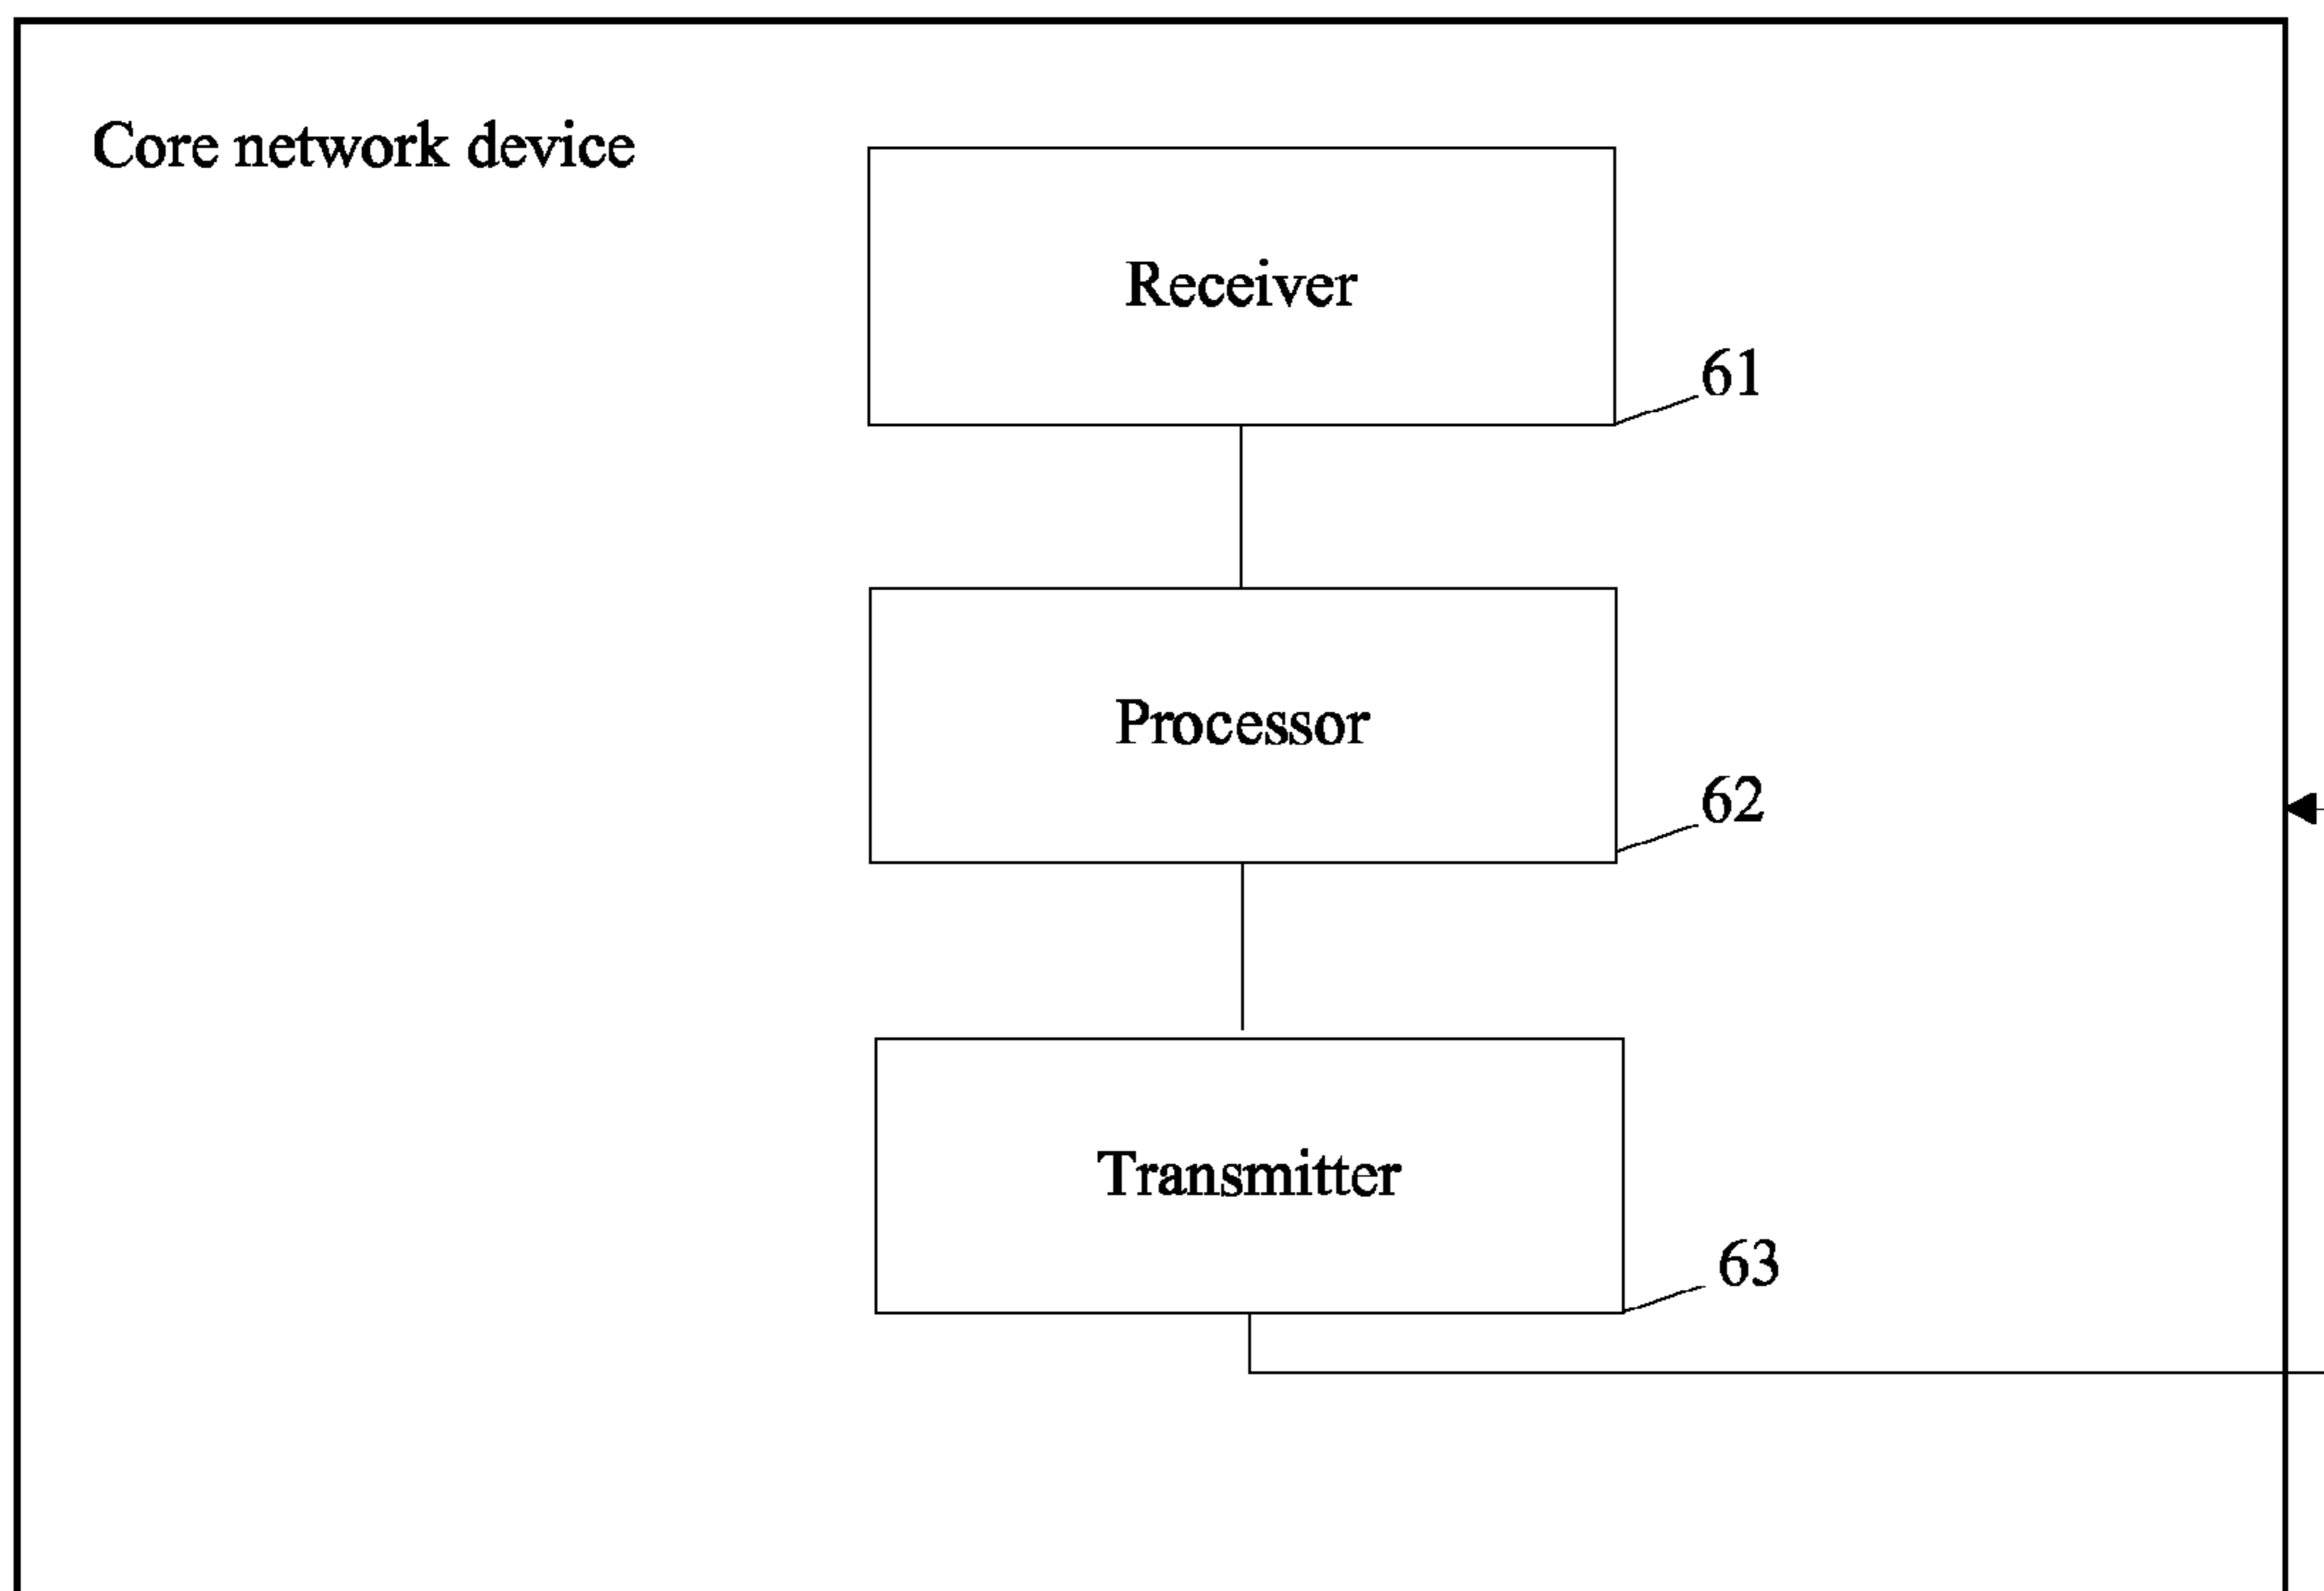 Core network device
Receiver
61
Processor
62
Transmitter
63